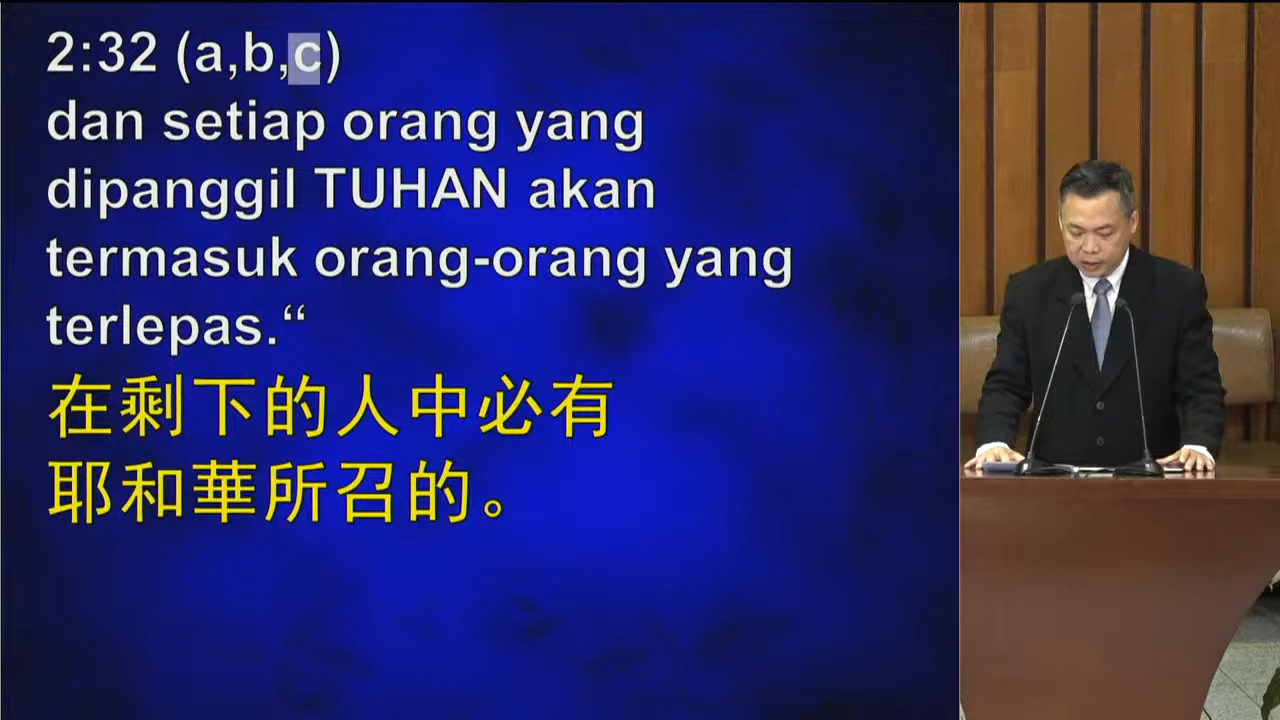 2:32 (a,b,c)
dan setiap orang yang
dipanggil TUHAN akan
termasuk orang-orang yang
terlepas.“
在剩下的人中必有
耶和華所召的。